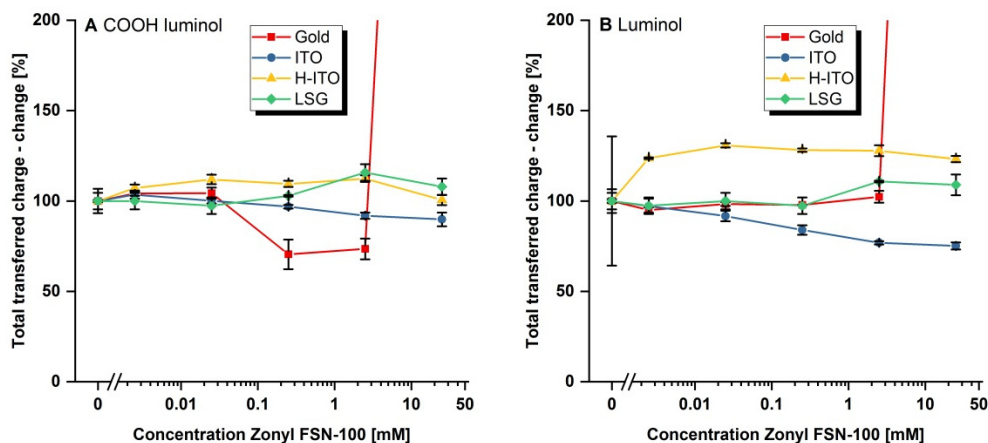 A COOH luminol
Gold
ITO
H-ITO
LSG
Total transferred charge - change [%]
200
150
100
50
0
0
0.01
0.1
1
10
50
Concentration Zonyl FSN-100 [mM]
B Luminol
Gold
ITO
H-ITO
LSG
Total transferred charge - change [%]
200
150
100
50
0
0
0.01
0.1
1
10
50
Concentration Zonyl FSN-100 [mM]